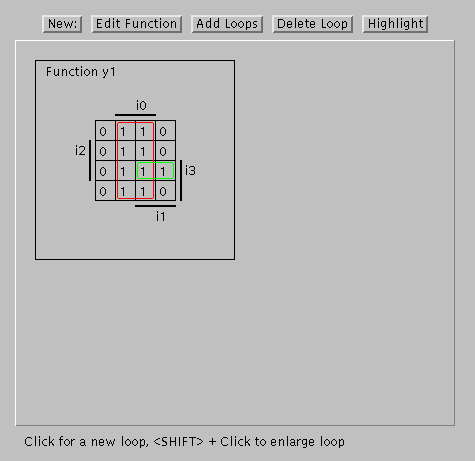 New: Edit Function Add Loops Delete Loop Highlight
Function y1
i0
0 1 1 0
i2 0 1 1 0
0 1 1 1 i3
0 1 1 0
i1
Click for a new loop, <SHIFT> + Click to enlarge loop